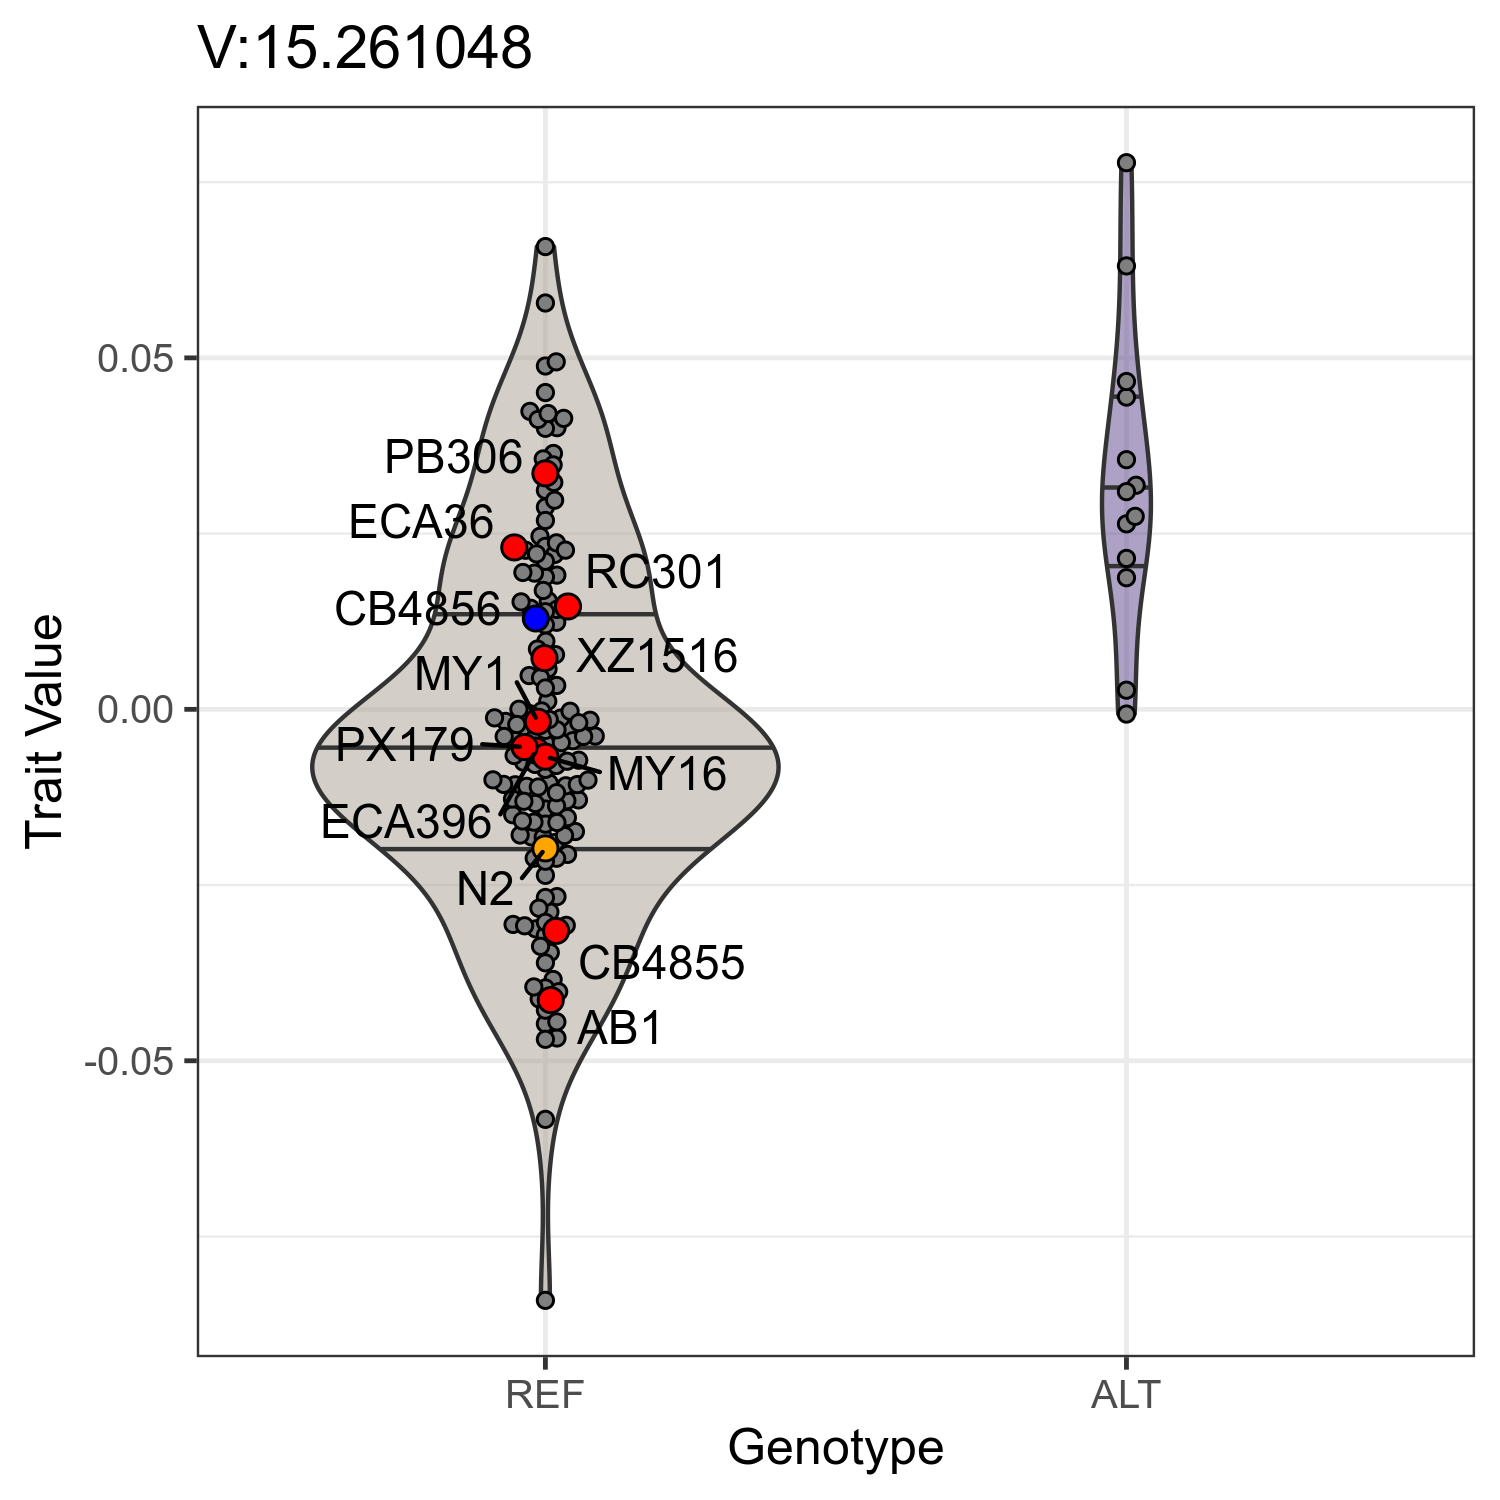 V:15.261048
Trait Value
0.05
0.00
-0.05
PB306
ECA36
RC301
CB4856
XZ1516
MY1
PX179
MY16
ECA396
N2
CB4855
AB1
REF
ALT
Genotype